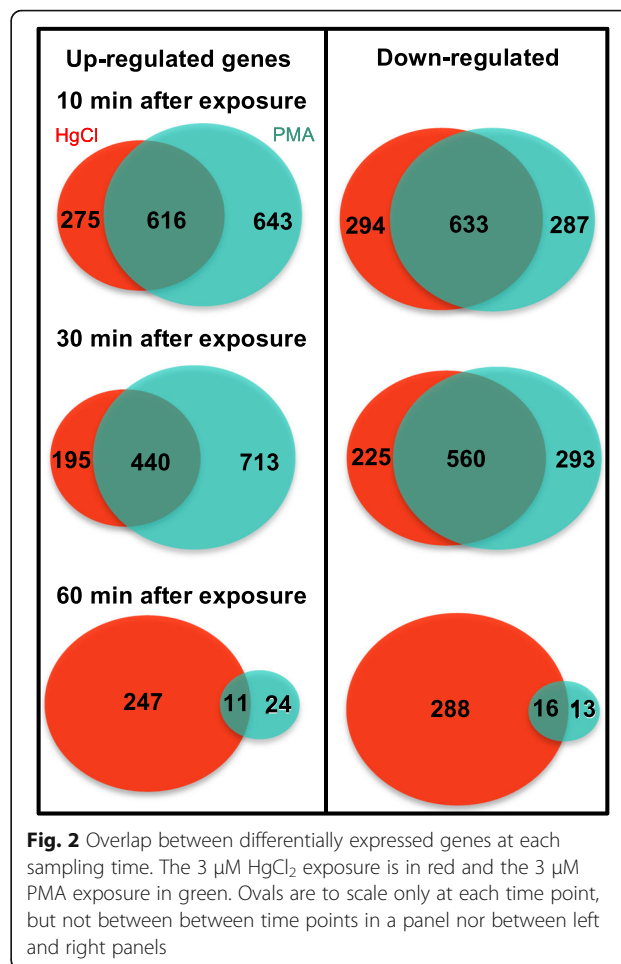 Up-regulated genes
Down-regulated
10 min after exposure
HgCl
PMA
275 616 643
294 633 287
30 min after exposure
195 440 713
225 560 293
60 min after exposure
247 11 24
288 16 13
Fig. 2 Overlap between differentially expressed genes at each
sampling time. The 3 μM HgCl₂ exposure is in red and the 3 μM
PMA exposure in green. Ovals are to scale only at each time point,
but not between between time points in a panel nor between left
and right panels